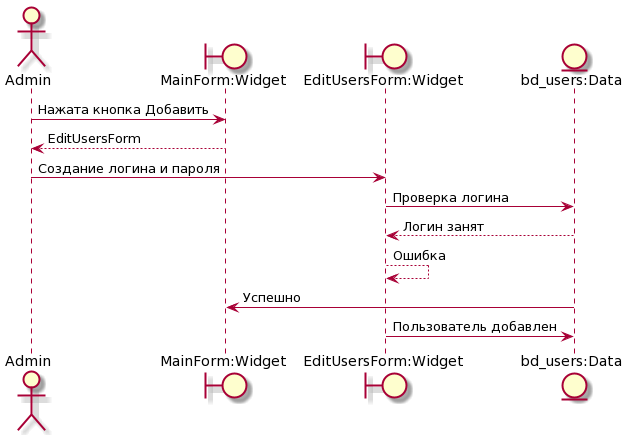 Admin
MainForm:Widget
EditUsersForm:Widget
bd_users:Data
Нажата кнопка Добавить
EditUsersForm
Создание логина и пароля
Проверка логина
Логин занят
Ошибка
Успешно
Пользователь добавлен
Admin
MainForm:Widget
EditUsersForm:Widget
bd_users:Data